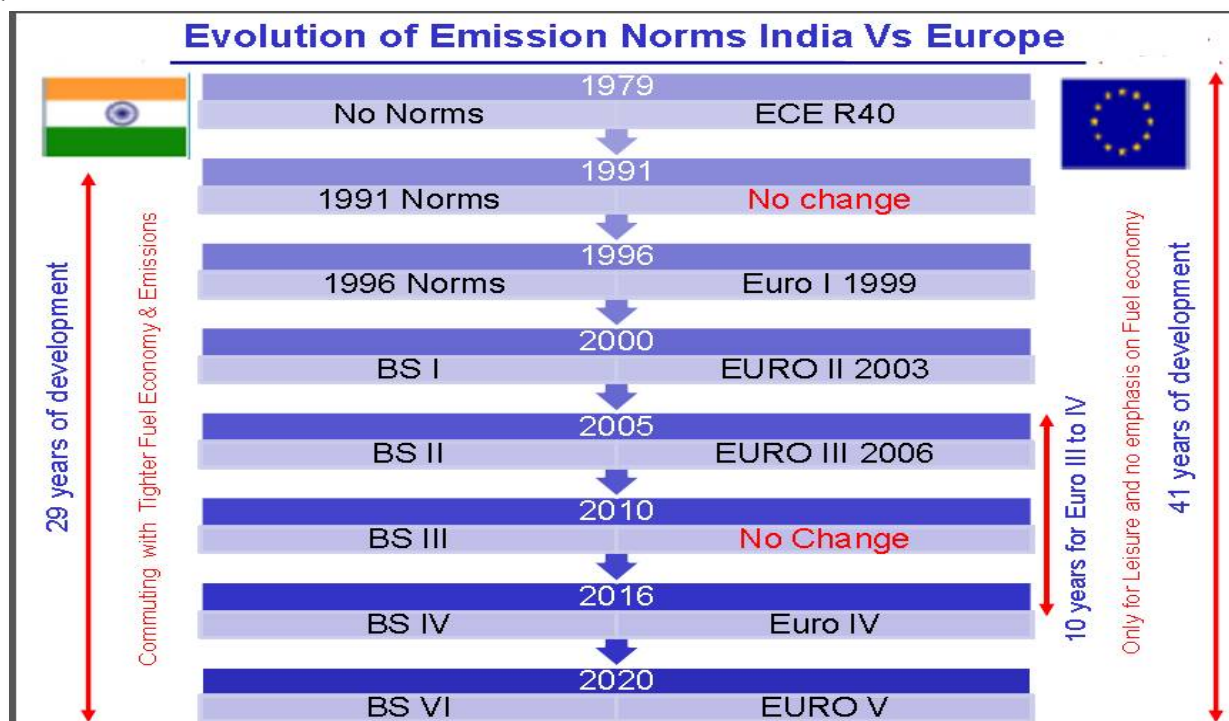 Evolution of Emission Norms India Vs Europe
1979
No Norms ECE R40
1991
1991 Norms No change
1996
1996 Norms Euro I 1999
2000
BS I EURO II 2003
2005
BS II EURO III 2006
2010
BS III No Change
2016
BS IV Euro IV
2020
BS VI EURO V
29 years of development
Commuting with Tighter Fuel Economy & Emissions
10 years for Euro III to IV
Only for Leisure and no emphasis on Fuel economy
41 years of development